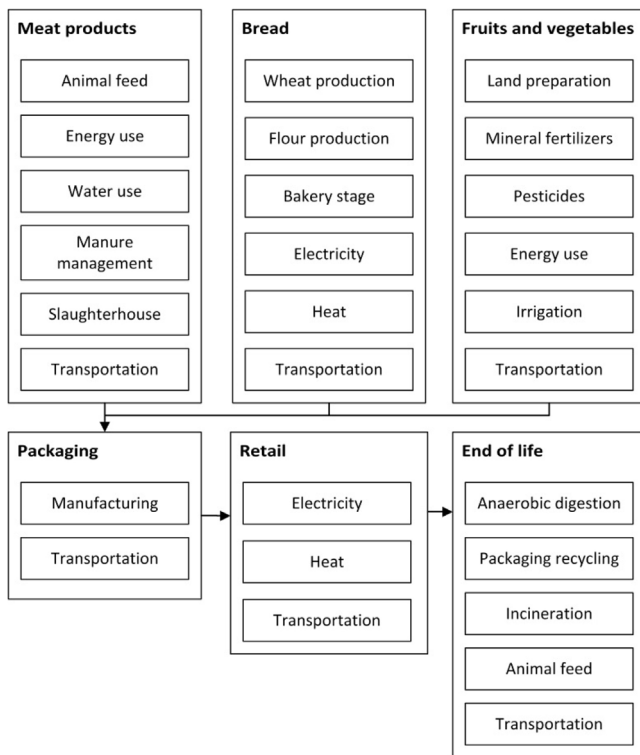 Meat products
Animal feed
Energy use
Water use
Manure
management
Slaughterhouse
Transportation
Bread
Wheat production
Flour production
Bakery stage
Electricity
Heat
Transportation
Fruits and vegetables
Land preparation
Mineral fertilizers
Pesticides
Energy use
Irrigation
Transportation
Packaging
Manufacturing
Transportation
Retail
Electricity
Heat
Transportation
End of life
Anaerobic digestion
Packaging recycling
Incineration
Animal feed
Transportation